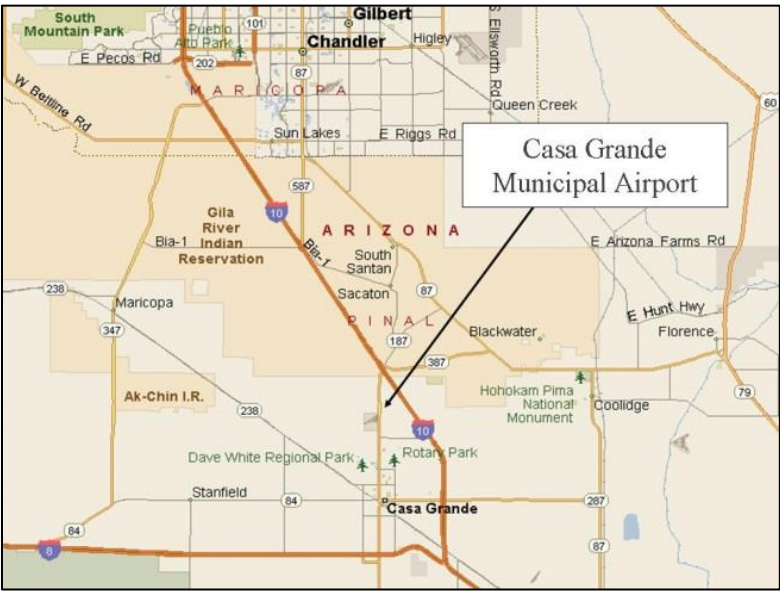 South
Mountain Park
Pueblo
Alto Park
101
Gilbert
Chandler
Higley
S Ellsworth Rd
E Pecos Rd
202
87
W Beltline Rd
MARICOPA
Queen Creek
60
Sun Lakes
E Riggs Rd
Casa Grande
Municipal Airport
587
10
Gila
River
Indian
Reservation
ARIZONA
Bia-1
Bia-1
South
Santan
E Arizona Farms Rd
238
Maricopa
Sacaton
87
E Hunt Hwy
347
PINAL
187
Blackwater
Florence
387
Ak-Chin I.R.
Hohokam Pima
National
Monument
Coolidge
79
238
10
Dave White Regional Park
Rotary Park
Stanfield
84
Casa Grande
287
84
8
87